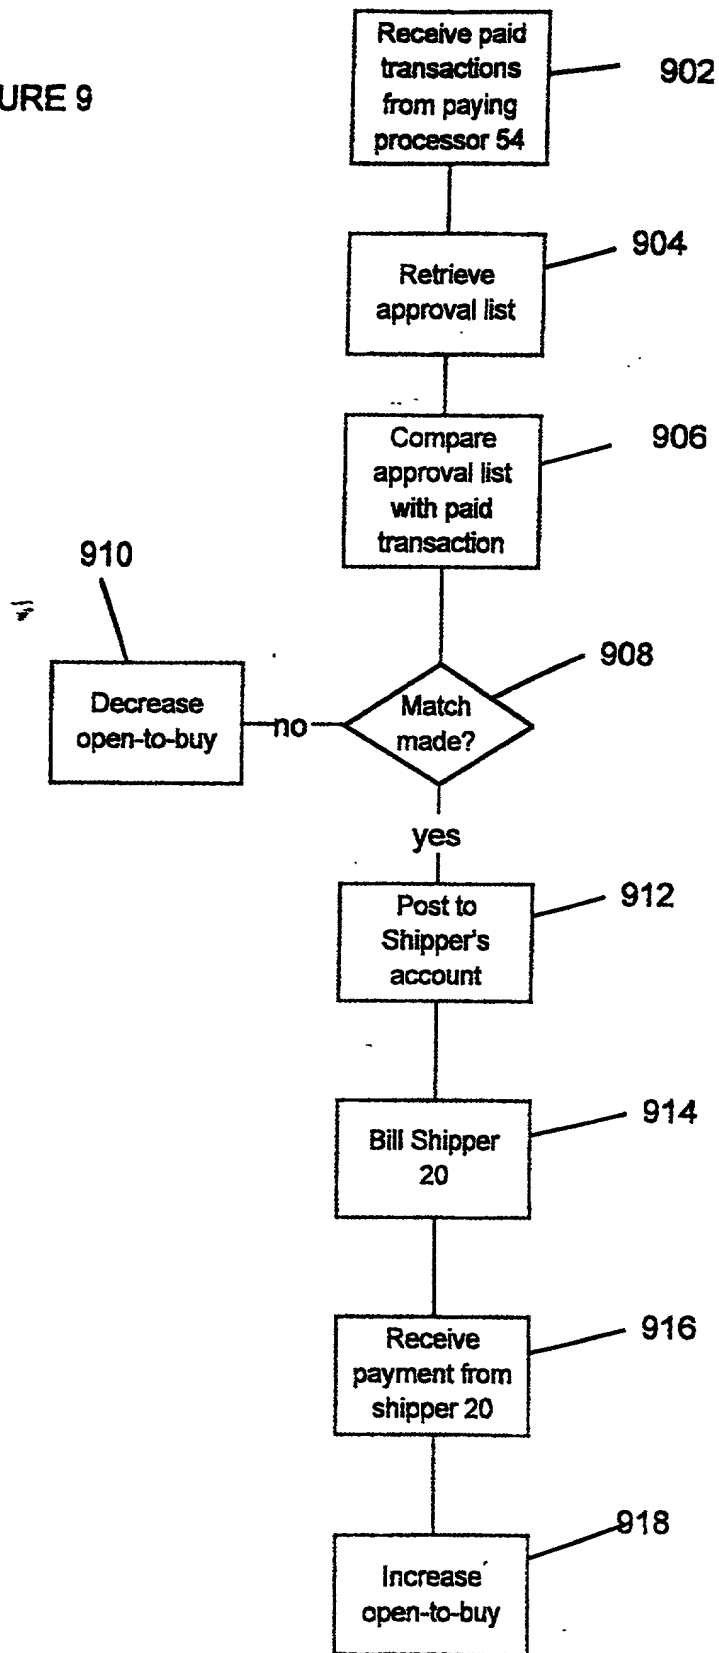 Receive paid
transactions
from paying
processor 54
902
URE 9
904
Retrieve
approval list
906
Compare
approval list
with paid
transaction
910
908
Decrease
open-to-buy
no
Match
made?
yes
912
Post to
Shipper's
account
914
Bill Shipper
20
916
Receive
payment from
shipper 20
918
Increase
open-to-buy